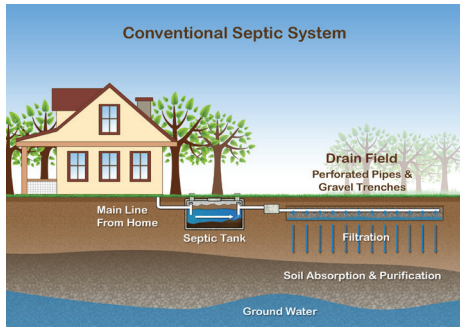 Conventional Septic System
Drain Field
Perforated Pipes &
Gravel Trenches
Main Line
From Home
Septic Tank
Filtration
Soil Absorption & Purification
Ground Water